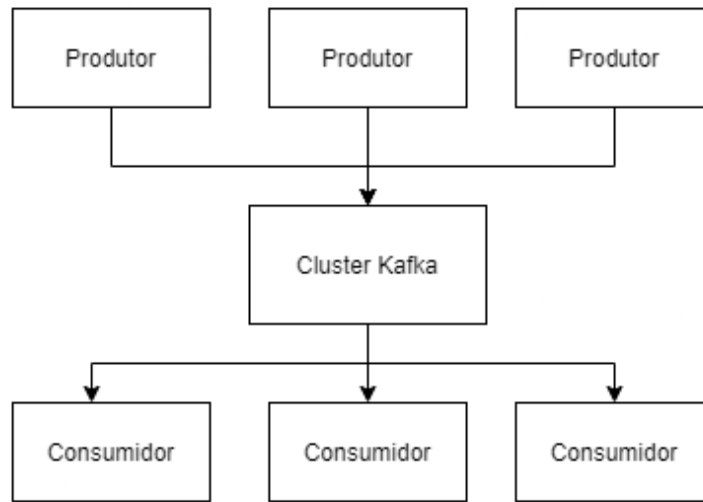 Produtor
Produtor
Produtor
Cluster Kafka
Consumidor
Consumidor
Consumidor